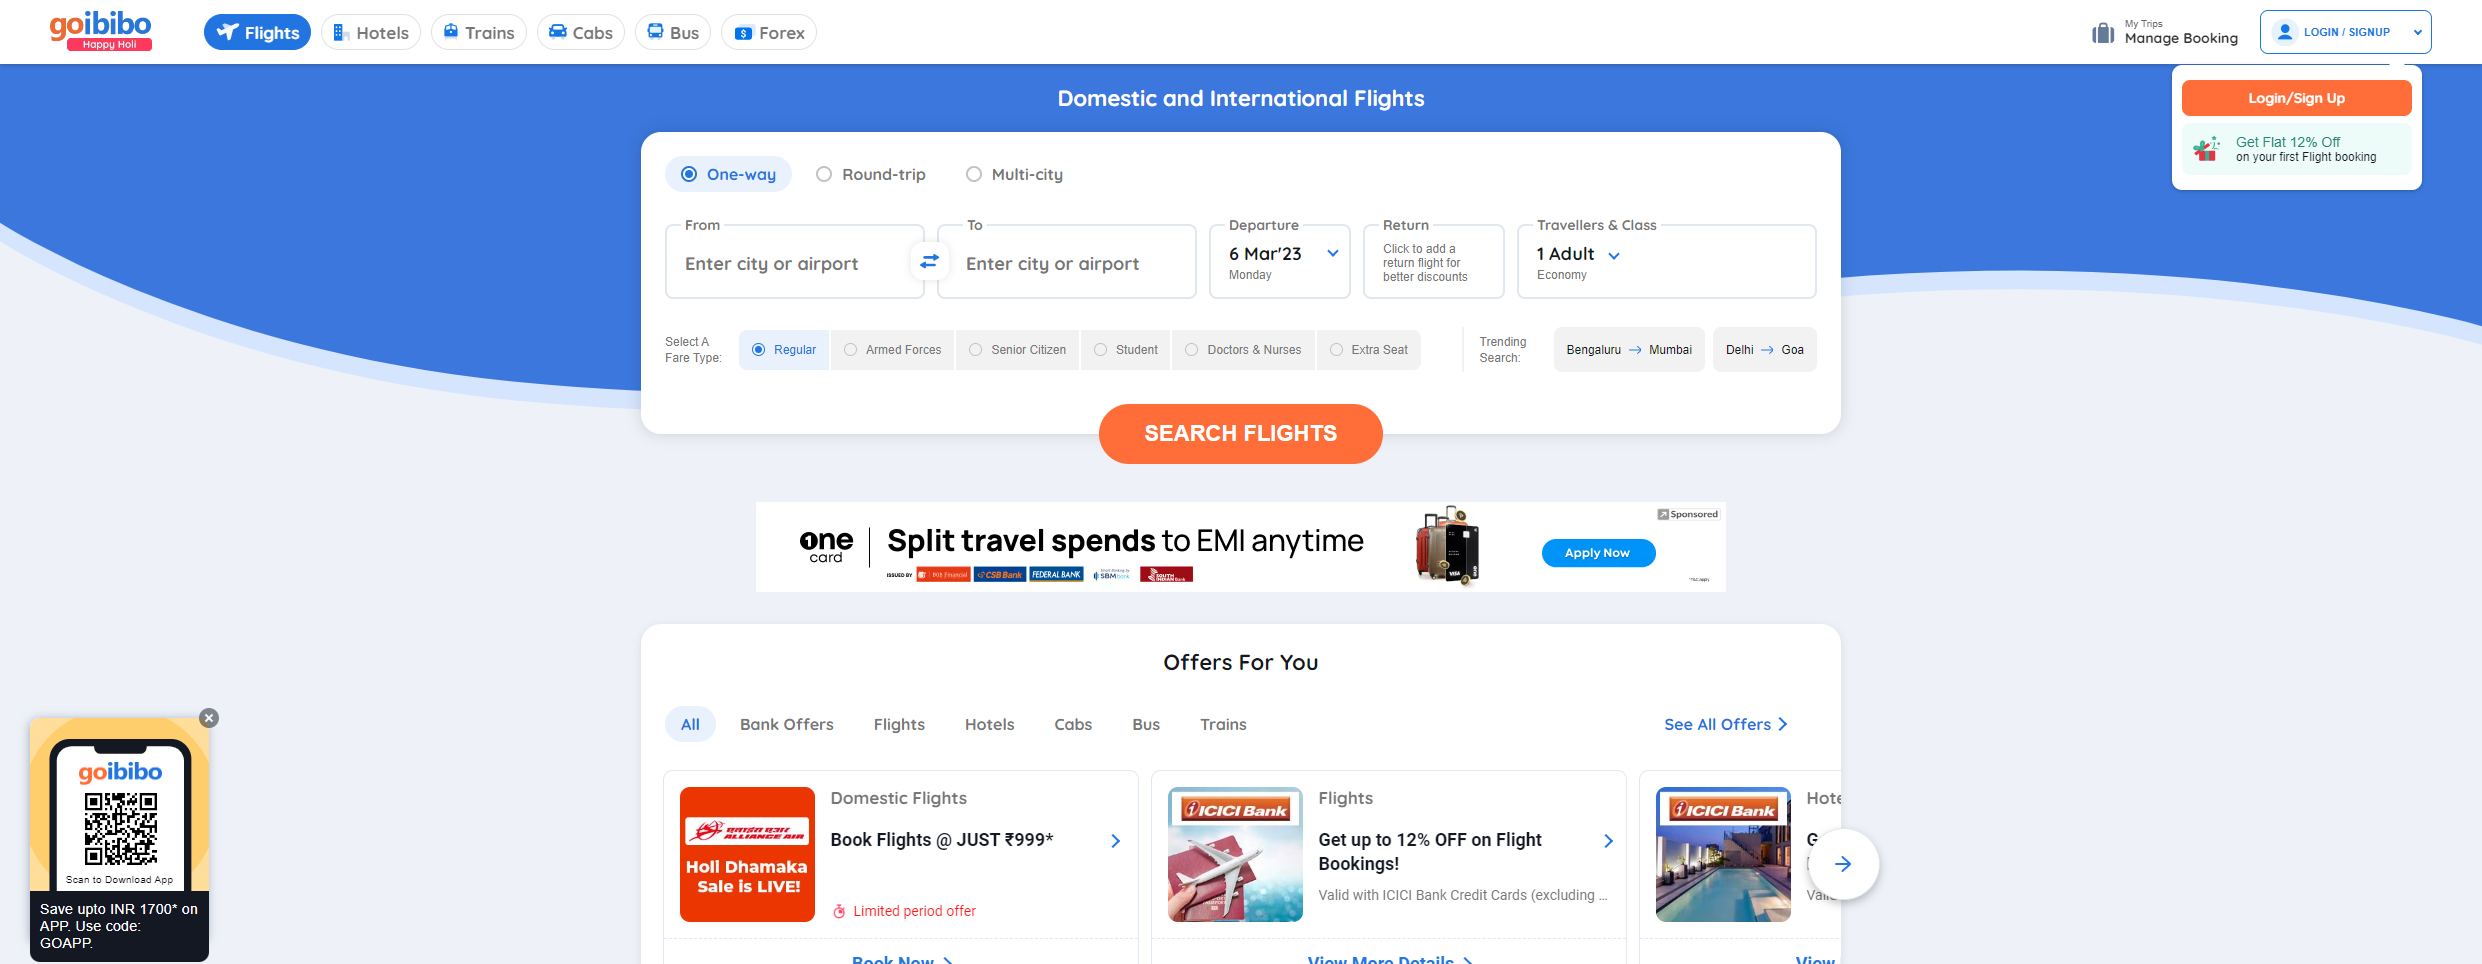 goibibo
Happy Holi
Flights
Hotels
Trains
Cabs
Bus
Forex
My Trips
Manage Booking
LOGIN / SIGNUP
Login/Sign Up
Get Flat 12% Off
on your first Flight booking
Domestic and International Flights
One-way
Round-trip
Multi-city
From
Enter city or airport
To
Enter city or airport
Departure
6 Mar'23
Monday
Return
Click to add a
return flight for
better discounts
Travellers & Class
1 Adult
Economy
Select A
Fare Type:
Regular
Armed Forces
Senior Citizen
Student
Doctors & Nurses
Extra Seat
Trending
Search:
Bengaluru → Mumbai
Delhi → Goa
SEARCH FLIGHTS
one
card
Split travel spends to EMI anytime
ISSUED BY
BOB Financial
CSB Bank
FEDERAL BANK
SBM bank
SOUTH INDIAN Bank
VISA
Apply Now
Sponsored
Offers For You
All
Bank Offers
Flights
Hotels
Cabs
Bus
Trains
See All Offers
ALLIANCE AIR
Holi Dhamaka
Sale is LIVE!
Domestic Flights
Book Flights @ JUST ₹999*
Limited period offer
Book Now
ICICI Bank
Flights
Get up to 12% OFF on Flight
Bookings!
Valid with ICICI Bank Credit Cards (excluding ...
View More Details
ICICI Bank
View
goibibo
Scan to Download App
Save upto INR 1700* on
APP. Use code:
GOAPP.